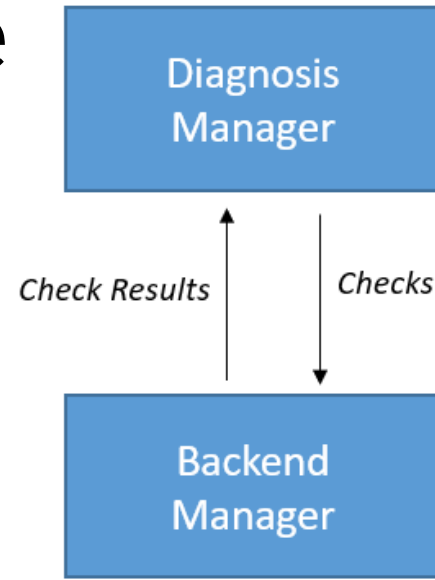 e
Diagnosis
Manager
Check Results
Checks
Backend
Manager